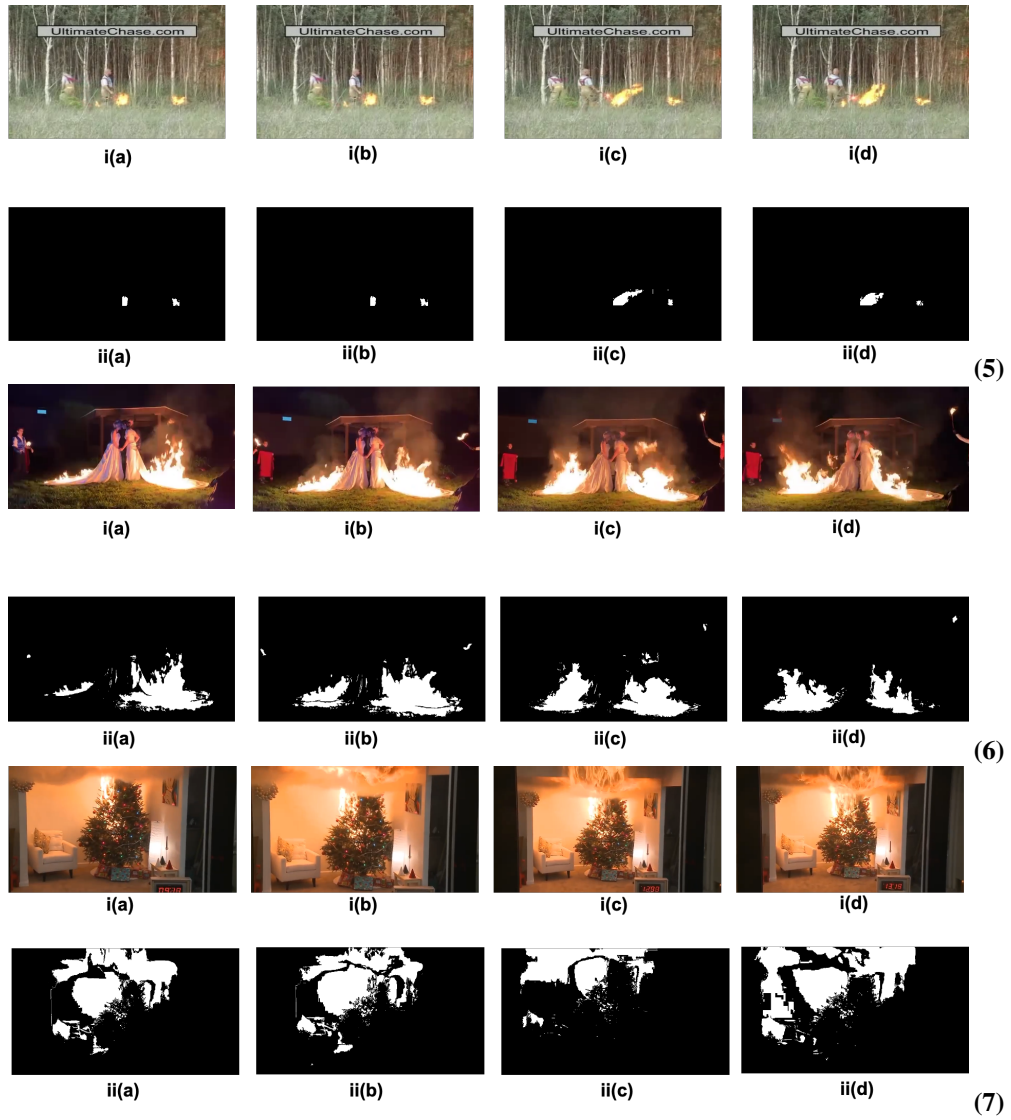 UltimateChase.com UltimateChase.com UltimateChase.com UltimateChase.com
i(a) i(b) i(c) i(d)
ii(a) ii(b) ii(c) ii(d)
(5)
i(a) i(b) i(c) i(d)
ii(a) ii(b) ii(c) ii(d)
(6)
i(a) i(b) i(c) i(d)
ii(a) ii(b) ii(c) ii(d)
(7)